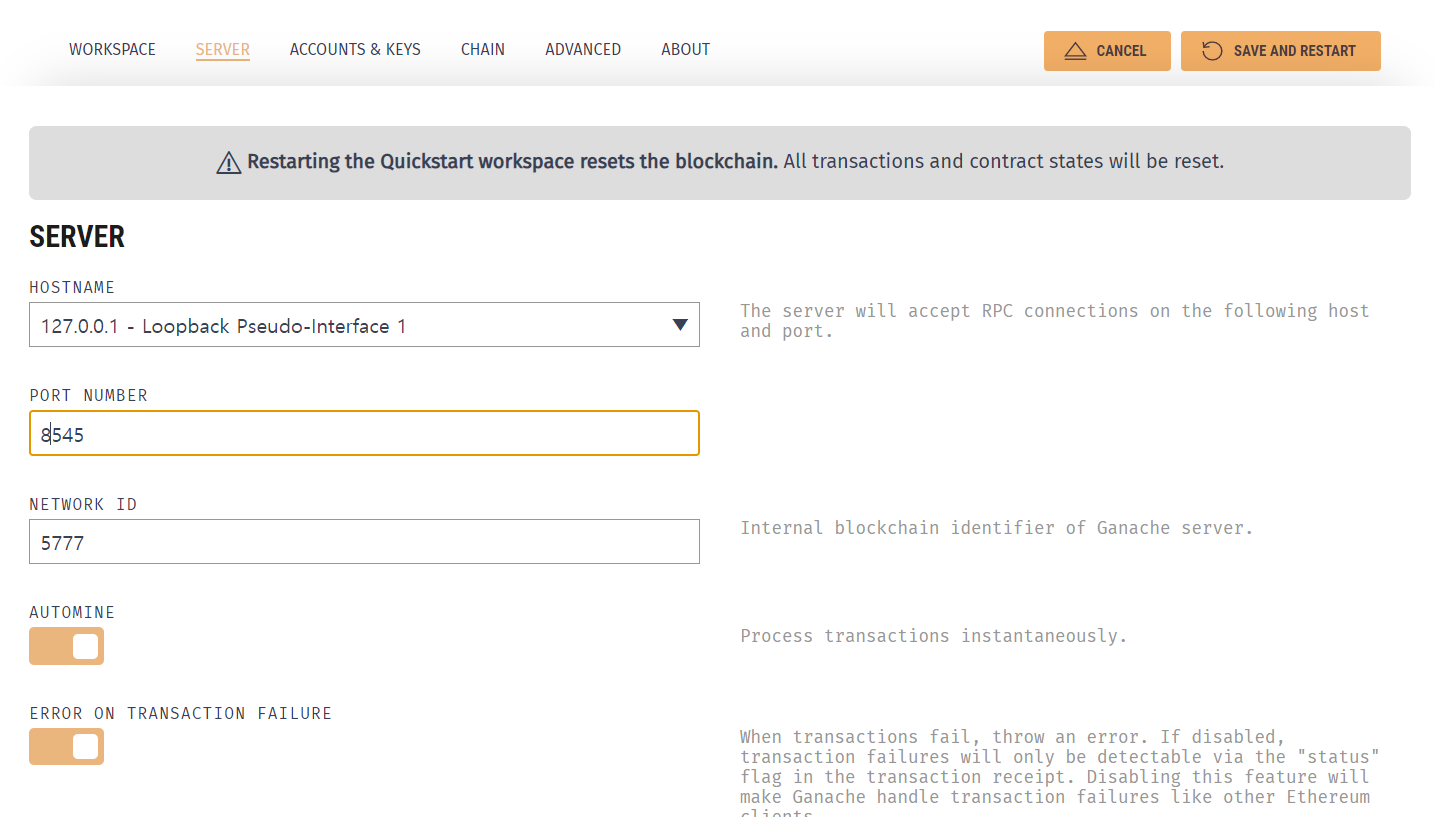 WORKSPACE SERVER ACCOUNTS & KEYS CHAIN ADVANCED ABOUT CANCEL SAVE AND RESTART
Restarting the Quickstart workspace resets the blockchain. All transactions and contract states will be reset.
SERVER
HOSTNAME
127.0.0.1 - Loopback Pseudo-Interface 1
The server will accept RPC connections on the following host
and port.
PORT NUMBER
8545
NETWORK ID
5777
Internal blockchain identifier of Ganache server.
AUTOMINE
Process transactions instantaneously.
ERROR ON TRANSACTION FAILURE
When transactions fail, throw an error. If disabled,
transaction failures will only be detectable via the "status"
flag in the transaction receipt. Disabling this feature will
make Ganache handle transaction failures like other Ethereum
clients.